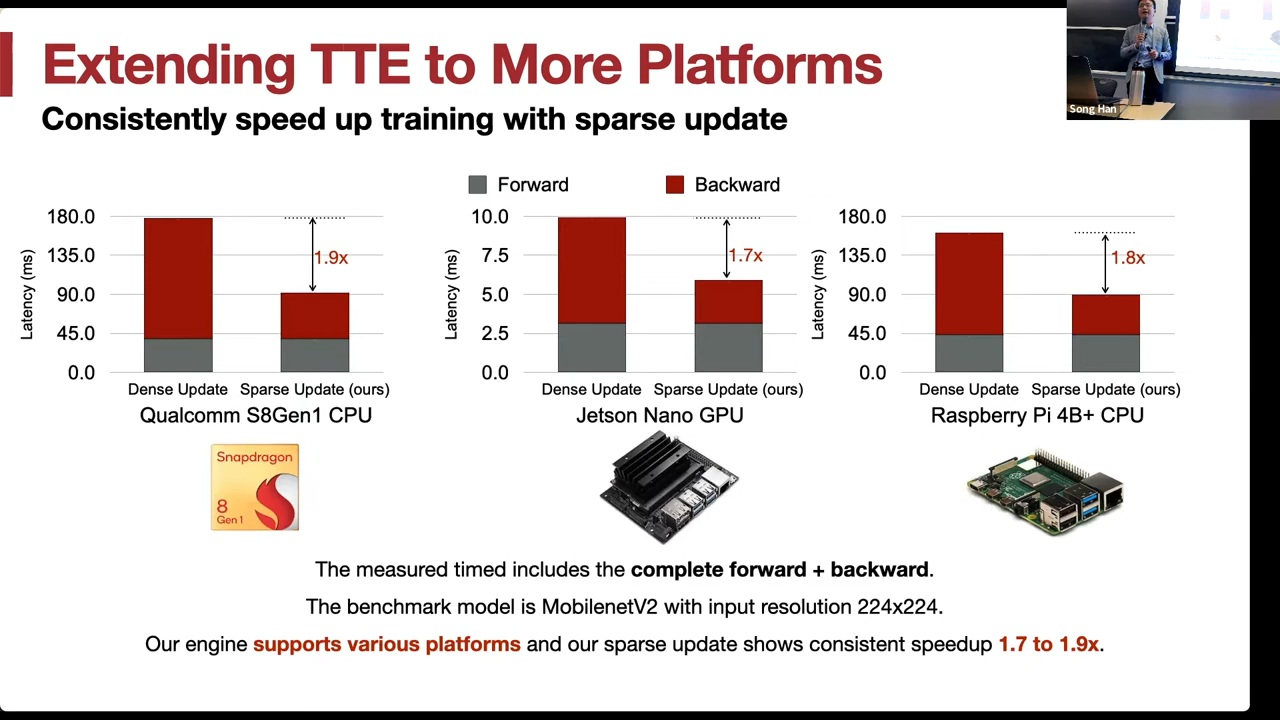 Extending TTE to More Platforms
Song Han
Consistently speed up training with sparse update
Forward
Backward
Latency (ms)
180.0
135.0
90.0
45.0
0.0
1.9x
Dense Update
Sparse Update (ours)
Qualcomm S8Gen1 CPU
Latency (ms)
10.0
7.5
5.0
2.5
0.0
1.7x
Dense Update
Sparse Update (ours)
Jetson Nano GPU
Latency (ms)
180.0
135.0
90.0
45.0
0.0
1.8x
Dense Update
Sparse Update (ours)
Raspberry Pi 4B+ CPU
Snapdragon
8
Gen 1
The measured timed includes the complete forward + backward.
The benchmark model is MobilenetV2 with input resolution 224x224.
Our engine supports various platforms and our sparse update shows consistent speedup 1.7 to 1.9x.